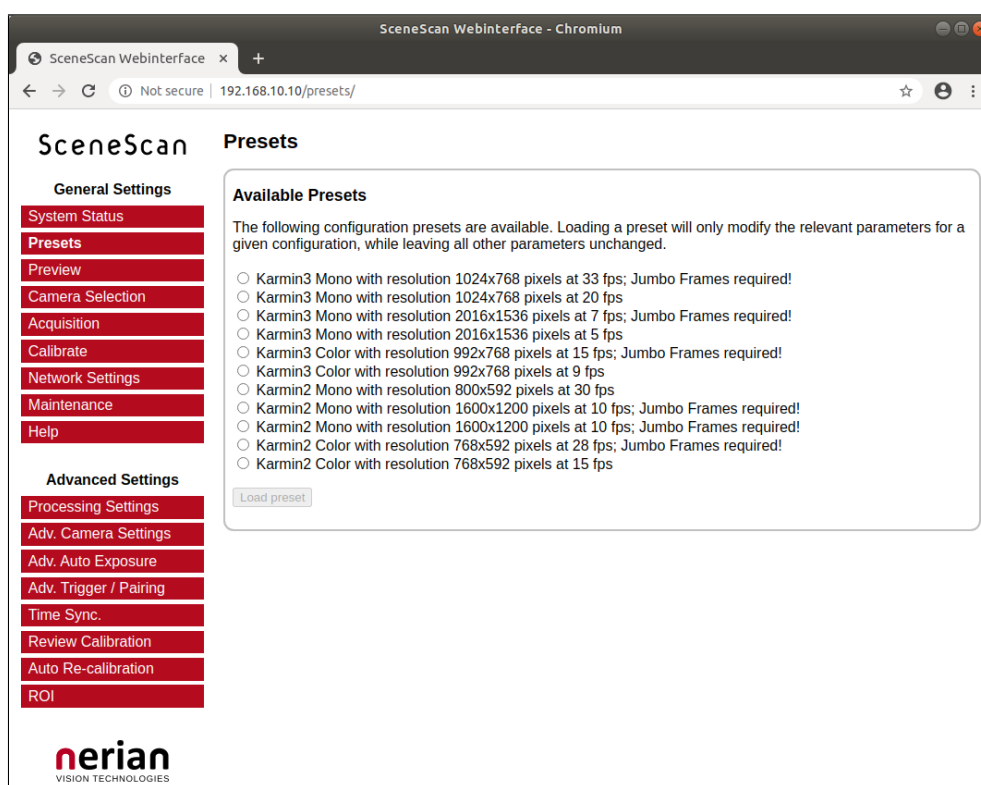 SceneScan Webinterface - Chromium
SceneScan Webinterface
Not secure
192.168.10.10/presets/
SceneScan
General Settings
System Status
Presets
Preview
Camera Selection
Acquisition
Calibrate
Network Settings
Maintenance
Help
Advanced Settings
Processing Settings
Adv. Camera Settings
Adv. Auto Exposure
Adv. Trigger / Pairing
Time Sync.
Review Calibration
Auto Re-calibration
ROI
nerian
VISION TECHNOLOGIES
Presets
Available Presets
The following configuration presets are available. Loading a preset will only modify the relevant parameters for a
given configuration, while leaving all other parameters unchanged.
Karmin3 Mono with resolution 1024x768 pixels at 33 fps; Jumbo Frames required!
Karmin3 Mono with resolution 1024x768 pixels at 20 fps
Karmin3 Mono with resolution 2016x1536 pixels at 7 fps; Jumbo Frames required!
Karmin3 Mono with resolution 2016x1536 pixels at 5 fps
Karmin3 Color with resolution 992x768 pixels at 15 fps; Jumbo Frames required!
Karmin3 Color with resolution 992x768 pixels at 9 fps
Karmin2 Mono with resolution 800x592 pixels at 30 fps
Karmin2 Mono with resolution 1600x1200 pixels at 10 fps; Jumbo Frames required!
Karmin2 Mono with resolution 1600x1200 pixels at 10 fps; Jumbo Frames required!
Karmin2 Color with resolution 768x592 pixels at 28 fps; Jumbo Frames required!
Karmin2 Color with resolution 768x592 pixels at 15 fps
Load preset